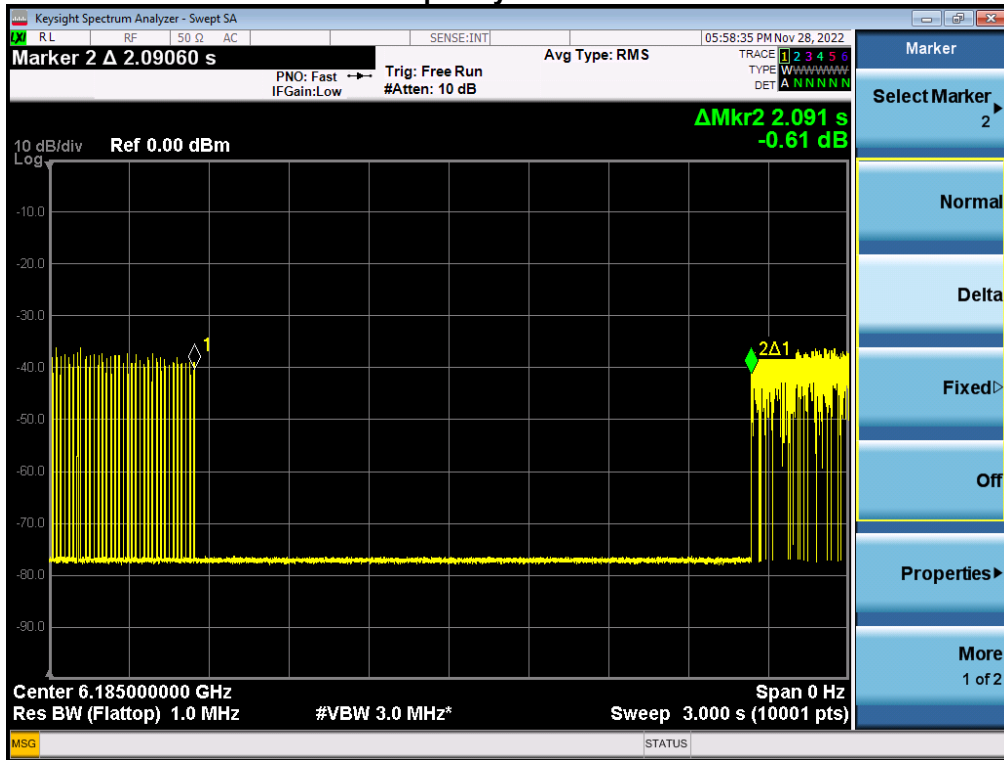 Keysight Spectrum Analyzer - Swept SA
LXI RL RF 50 Ω AC SENSE:INT 05:58:35 PM Nov 28, 2022
Marker 2 Δ 2.09060 s
PNO: Fast
IFGain:Low
Trig: Free Run
#Atten: 10 dB
Avg Type: RMS
TRACE 1 2 3 4 5 6
TYPE WWWWWW
DET A N N N N N
ΔMkr2 2.091 s
-0.61 dB
10 dB/div Ref 0.00 dBm
Log
-10.0
-20.0
-30.0
-40.0
-50.0
-60.0
-70.0
-80.0
-90.0
1
2Δ1
Center 6.185000000 GHz Span 0 Hz
Res BW (Flattop) 1.0 MHz #VBW 3.0 MHz* Sweep 3.000 s (10001 pts)
MSG STATUS
Marker
Select Marker
2
Normal
Delta
Fixed
Off
Properties
More
1 of 2